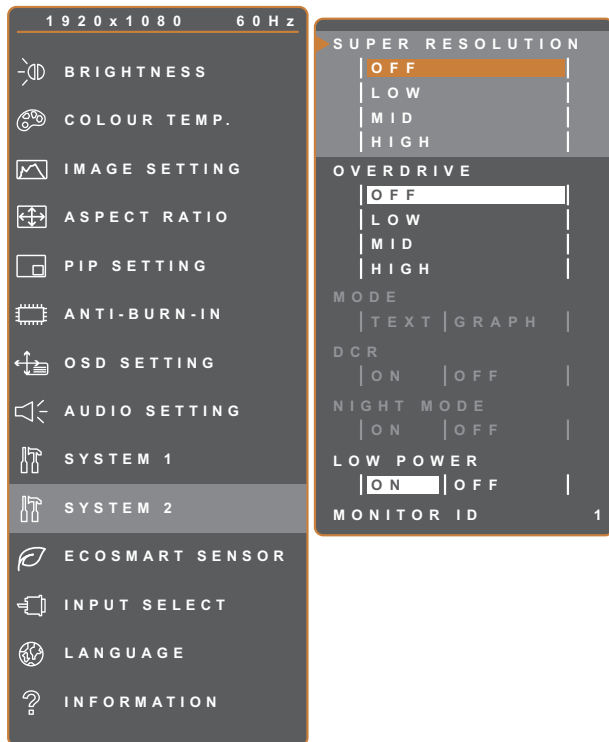 1920x1080 60Hz
BRIGHTNESS
COLOUR TEMP.
IMAGE SETTING
ASPECT RATIO
PIP SETTING
ANTI-BURN-IN
OSD SETTING
AUDIO SETTING
SYSTEM 1
SYSTEM 2
ECOSMART SENSOR
INPUT SELECT
LANGUAGE
INFORMATION
SUPER RESOLUTION
OFF
LOW
MID
HIGH
OVERDRIVE
OFF
LOW
MID
HIGH
MODE
TEXT GRAPH
DCR
ON OFF
NIGHT MODE
ON OFF
LOW POWER
ON OFF
MONITOR ID 1